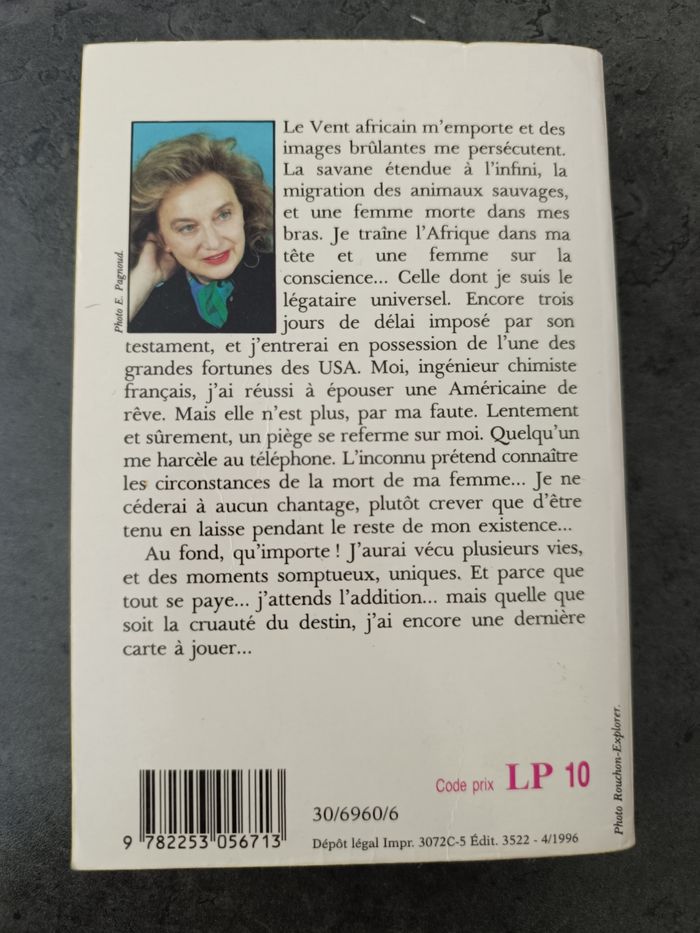 Le Vent africain m'emporte et des
images brûlantes me persécutent.
La savane étendue à l'infini, la
migration des animaux sauvages,
et une femme morte dans mes
bras. Je traîne l'Afrique dans ma
tête et une femme sur la
conscience... Celle dont je suis le
légataire universel. Encore trois
jours de délai imposé par son
testament, et j'entrerai en possession de l'une des
grandes fortunes des USA. Moi, ingénieur chimiste
français, j'ai réussi à épouser une Américaine de
rêve. Mais elle n'est plus, par ma faute. Lentement
et sûrement, un piège se referme sur moi. Quelqu'un
me harcèle au téléphone. L'inconnu prétend connaître
les circonstances de la mort de ma femme... Je ne
céderai à aucun chantage, plutôt crever que d'être
tenu en laisse pendant le reste de mon existence...
Au fond, qu'importe ! J'aurai vécu plusieurs vies,
et des moments somptueux, uniques. Et parce que
tout se paye... j'attends l'addition... mais quelle que
soit la cruauté du destin, j'ai encore une dernière
carte à jouer...
Photo E. Pagnoud.
Code prix LP 10
30/6960/6
9 782253 056713
Dépôt légal Impr. 3072C-5 Édit. 3522 - 4/1996
Photo Rouchon-Explorer.